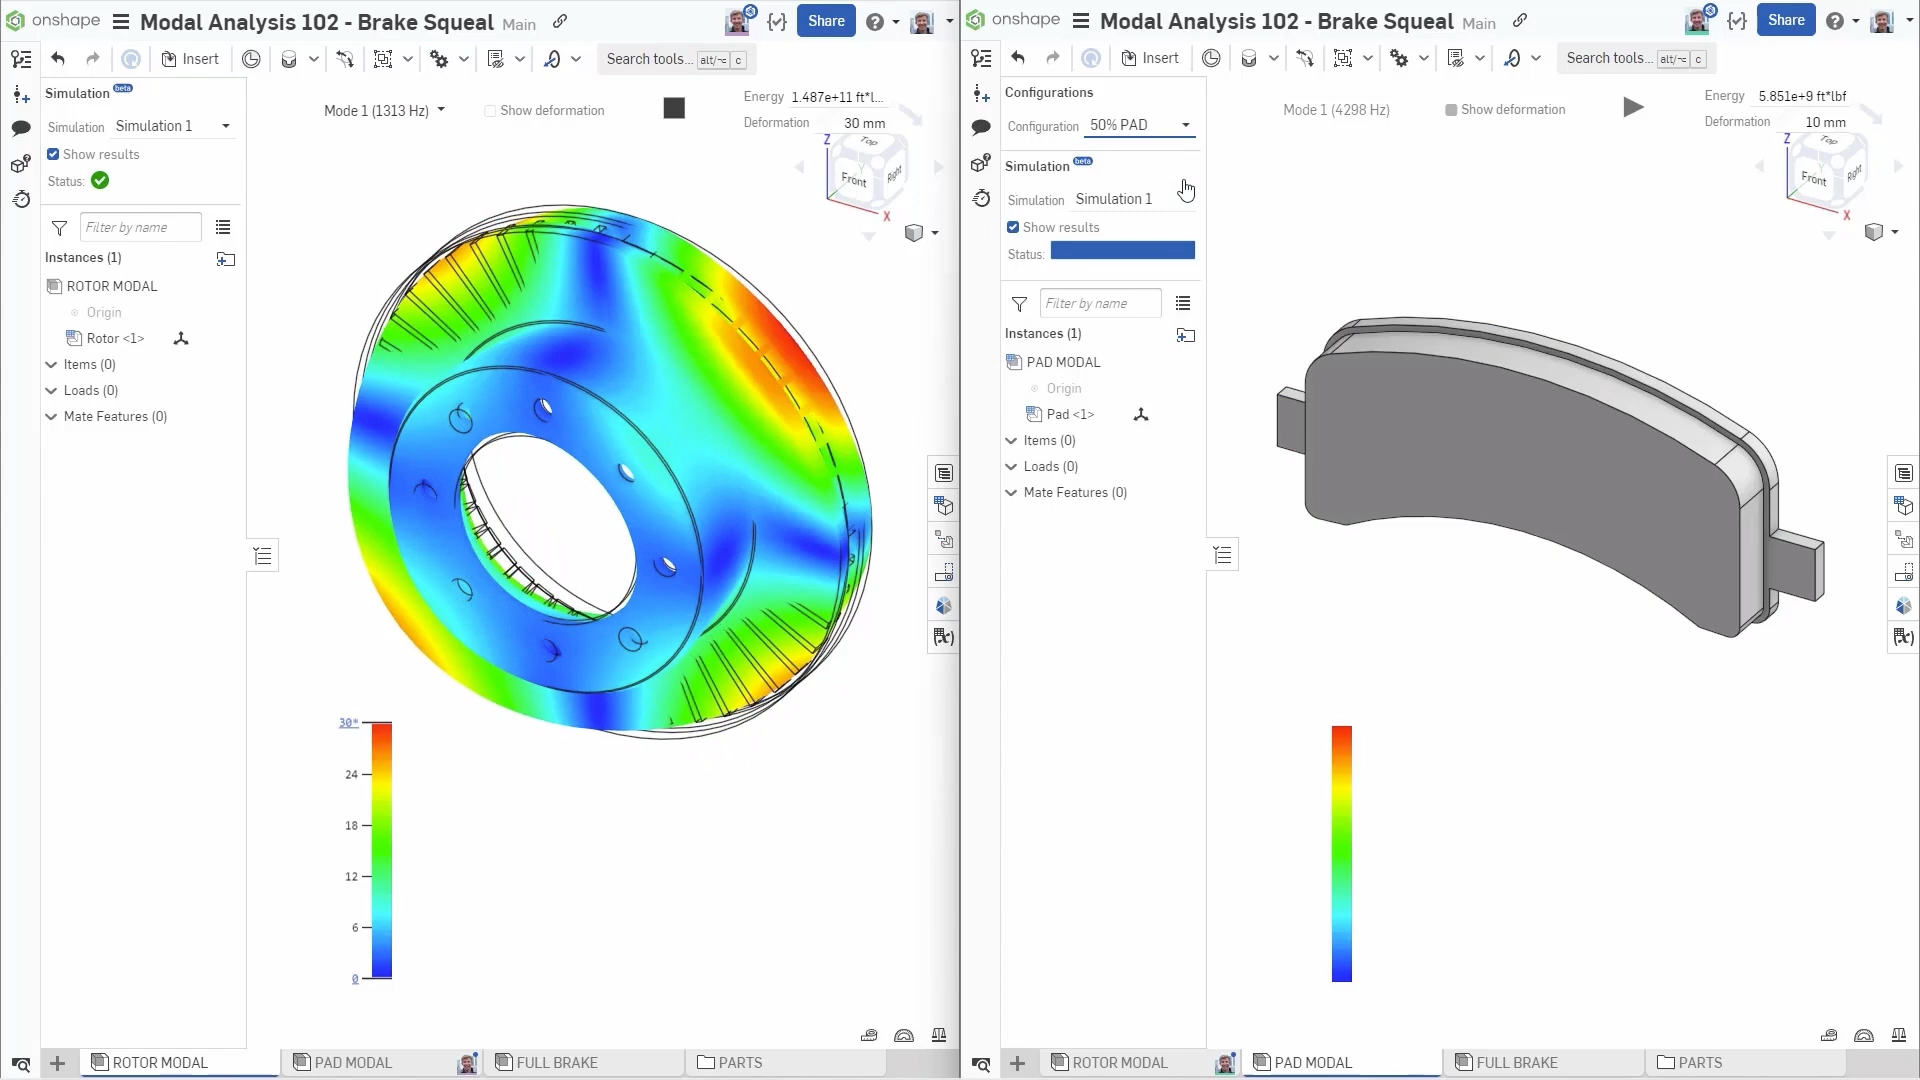 onshape Modal Analysis 102 - Brake Squeal Main Share
Insert Search tools... alt/⌥ c
Simulation beta
Simulation Simulation 1
Show results
Status:
Filter by name
Instances (1)
ROTOR MODAL
Origin
Rotor <1>
Items (0)
Loads (0)
Mate Features (0)
Mode 1 (1313 Hz) Show deformation
Energy 1.487e+11 ft*l...
Deformation 30 mm
Z
Top
Y
Front
Right
X
30*
24
18
12
6
0
ROTOR MODAL PAD MODAL FULL BRAKE PARTS
onshape Modal Analysis 102 - Brake Squeal Main Share
Insert Search tools... alt/⌥ c
Configurations
Configuration 50% PAD
Simulation beta
Simulation Simulation 1
Show results
Status:
Filter by name
Instances (1)
PAD MODAL
Origin
Pad <1>
Items (0)
Loads (0)
Mate Features (0)
Mode 1 (4298 Hz) Show deformation
Energy 5.851e+9 ft*lbf
Deformation 10 mm
Z
Top
Y
Front
Right
X
ROTOR MODAL PAD MODAL FULL BRAKE PARTS